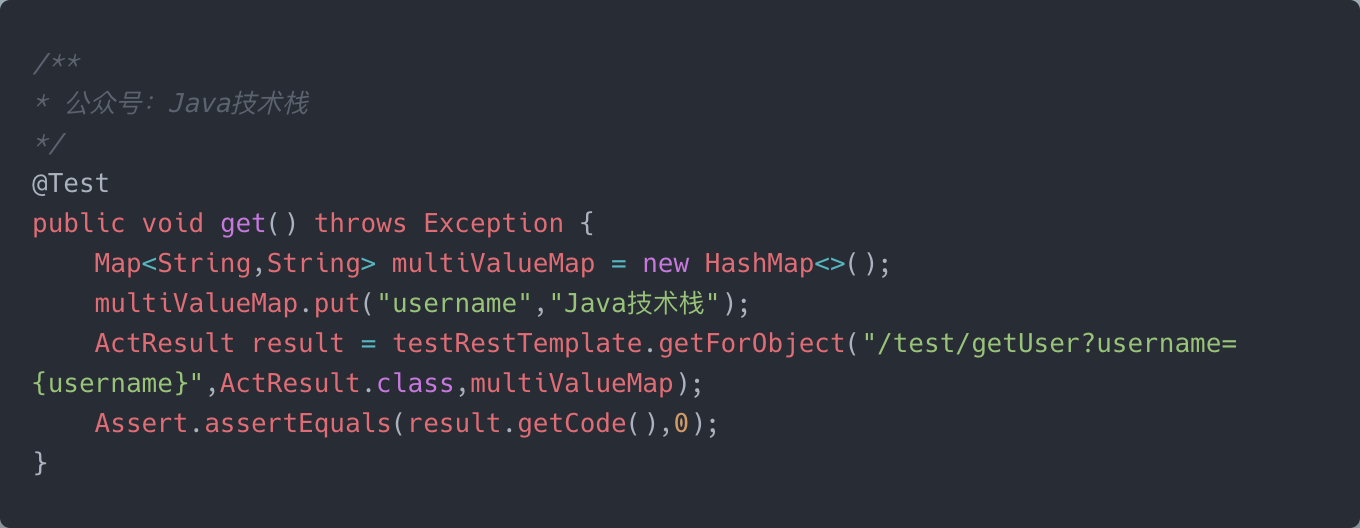 /**
* 公众号：Java技术栈
*/
@Test
public void get() throws Exception {
    Map<String,String> multiValueMap = new HashMap<>();
    multiValueMap.put("username","Java技术栈");
    ActResult result = testRestTemplate.getForObject("/test/getUser?username=
{username}",ActResult.class,multiValueMap);
    Assert.assertEquals(result.getCode(),0);
}